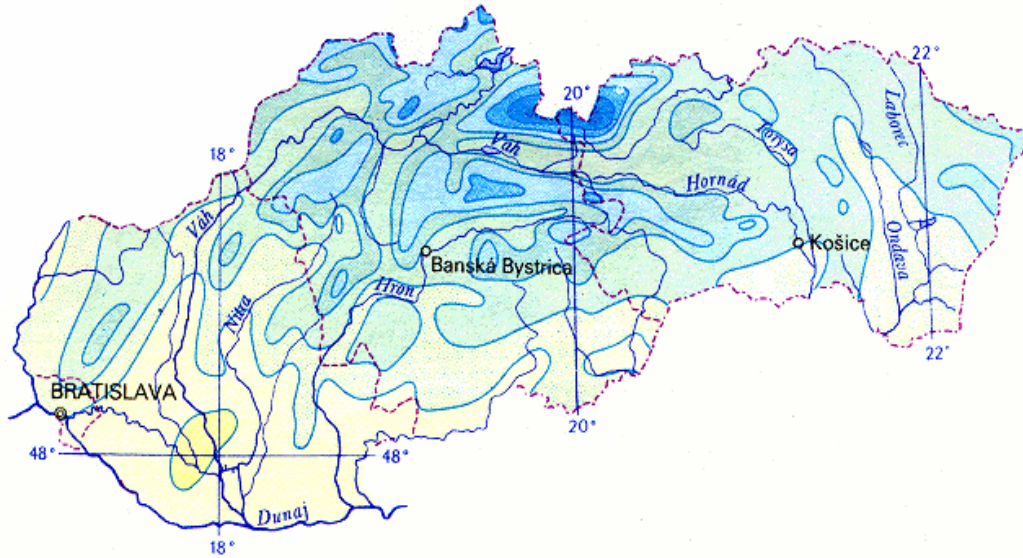 22°
20°
Laborec
Torysa
Váh
18°
Hornád
Váh
Ondava
Košice
Banská Bystrica
Hron
Nitra
22°
BRATISLAVA
20°
48°
48°
Dunaj
18°